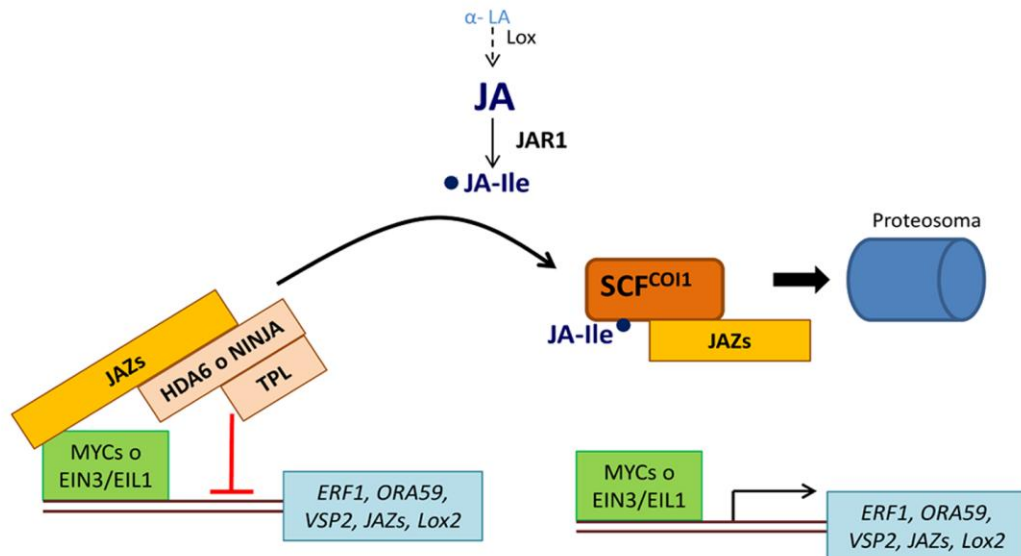 α- LA
Lox
JA
JAR1
JA-Ile
Proteosoma
SCF^COI1
JA-Ile
JAZs
JAZs
HDA6 o NINJA
TPL
MYCs o
EIN3/EIL1
ERF1, ORA59,
VSP2, JAZs, Lox2
MYCs o
EIN3/EIL1
ERF1, ORA59,
VSP2, JAZs, Lox2